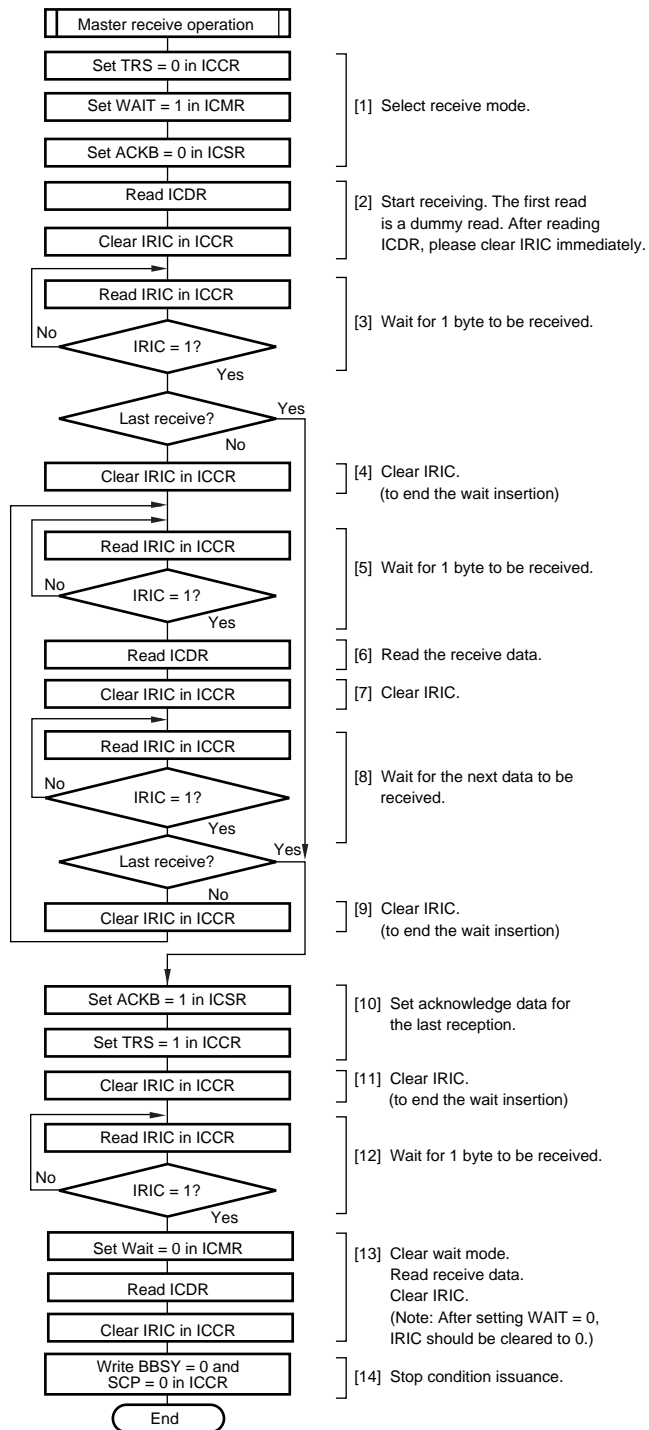 Master receive operation
Set TRS = 0 in ICCR
Set WAIT = 1 in ICMR
Set ACKB = 0 in ICSR
[1] Select receive mode.
Read ICDR
Clear IRIC in ICCR
[2] Start receiving. The first read
is a dummy read. After reading
ICDR, please clear IRIC immediately.
Read IRIC in ICCR
No
IRIC = 1?
Yes
[3] Wait for 1 byte to be received.
Last receive?
Yes
No
Clear IRIC in ICCR
[4] Clear IRIC.
(to end the wait insertion)
Read IRIC in ICCR
No
IRIC = 1?
Yes
[5] Wait for 1 byte to be received.
Read ICDR
[6] Read the receive data.
Clear IRIC in ICCR
[7] Clear IRIC.
Read IRIC in ICCR
No
IRIC = 1?
Yes
[8] Wait for the next data to be
received.
Last receive?
Yes
No
Clear IRIC in ICCR
[9] Clear IRIC.
(to end the wait insertion)
Set ACKB = 1 in ICSR
Set TRS = 1 in ICCR
[10] Set acknowledge data for
the last reception.
Clear IRIC in ICCR
[11] Clear IRIC.
(to end the wait insertion)
Read IRIC in ICCR
No
IRIC = 1?
Yes
[12] Wait for 1 byte to be received.
Set Wait = 0 in ICMR
Read ICDR
Clear IRIC in ICCR
[13] Clear wait mode.
Read receive data.
Clear IRIC.
(Note: After setting WAIT = 0,
IRIC should be cleared to 0.)
Write BBSY = 0 and
SCP = 0 in ICCR
[14] Stop condition issuance.
End